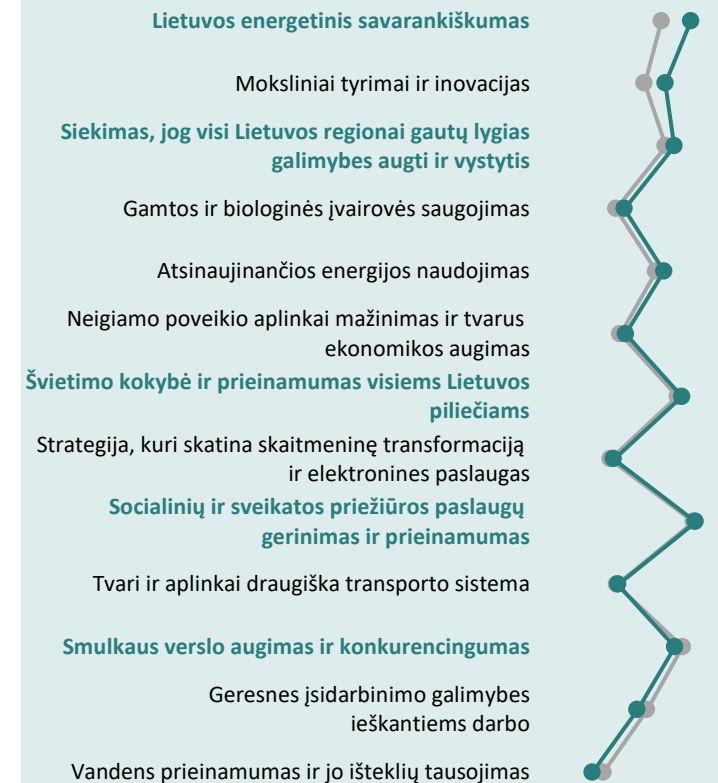 Lietuvos energetinis savarankiškumas
Moksliniai tyrimai ir inovacijas
Siekimas, jog visi Lietuvos regionai gautų lygias
galimybes augti ir vystytis
Gamtos ir biologinės įvairovės saugojimas
Atsinaujinančios energijos naudojimas
Neigiamo poveikio aplinkai mažinimas ir tvarus
ekonomikos augimas
Švietimo kokybė ir prieinamumas visiems Lietuvos
piliečiams
Strategija, kuri skatina skaitmeninę transformaciją
ir elektronines paslaugas
Socialinių ir sveikatos priežiūros paslaugų
gerinimas ir prieinamumas
Tvari ir aplinkai draugiška transporto sistema
Smulkaus verslo augimas ir konkurencingumas
Geresnes įsidarbinimo galimybes
ieškantiems darbo
Vandens prieinamumas ir jo išteklių tausojimas